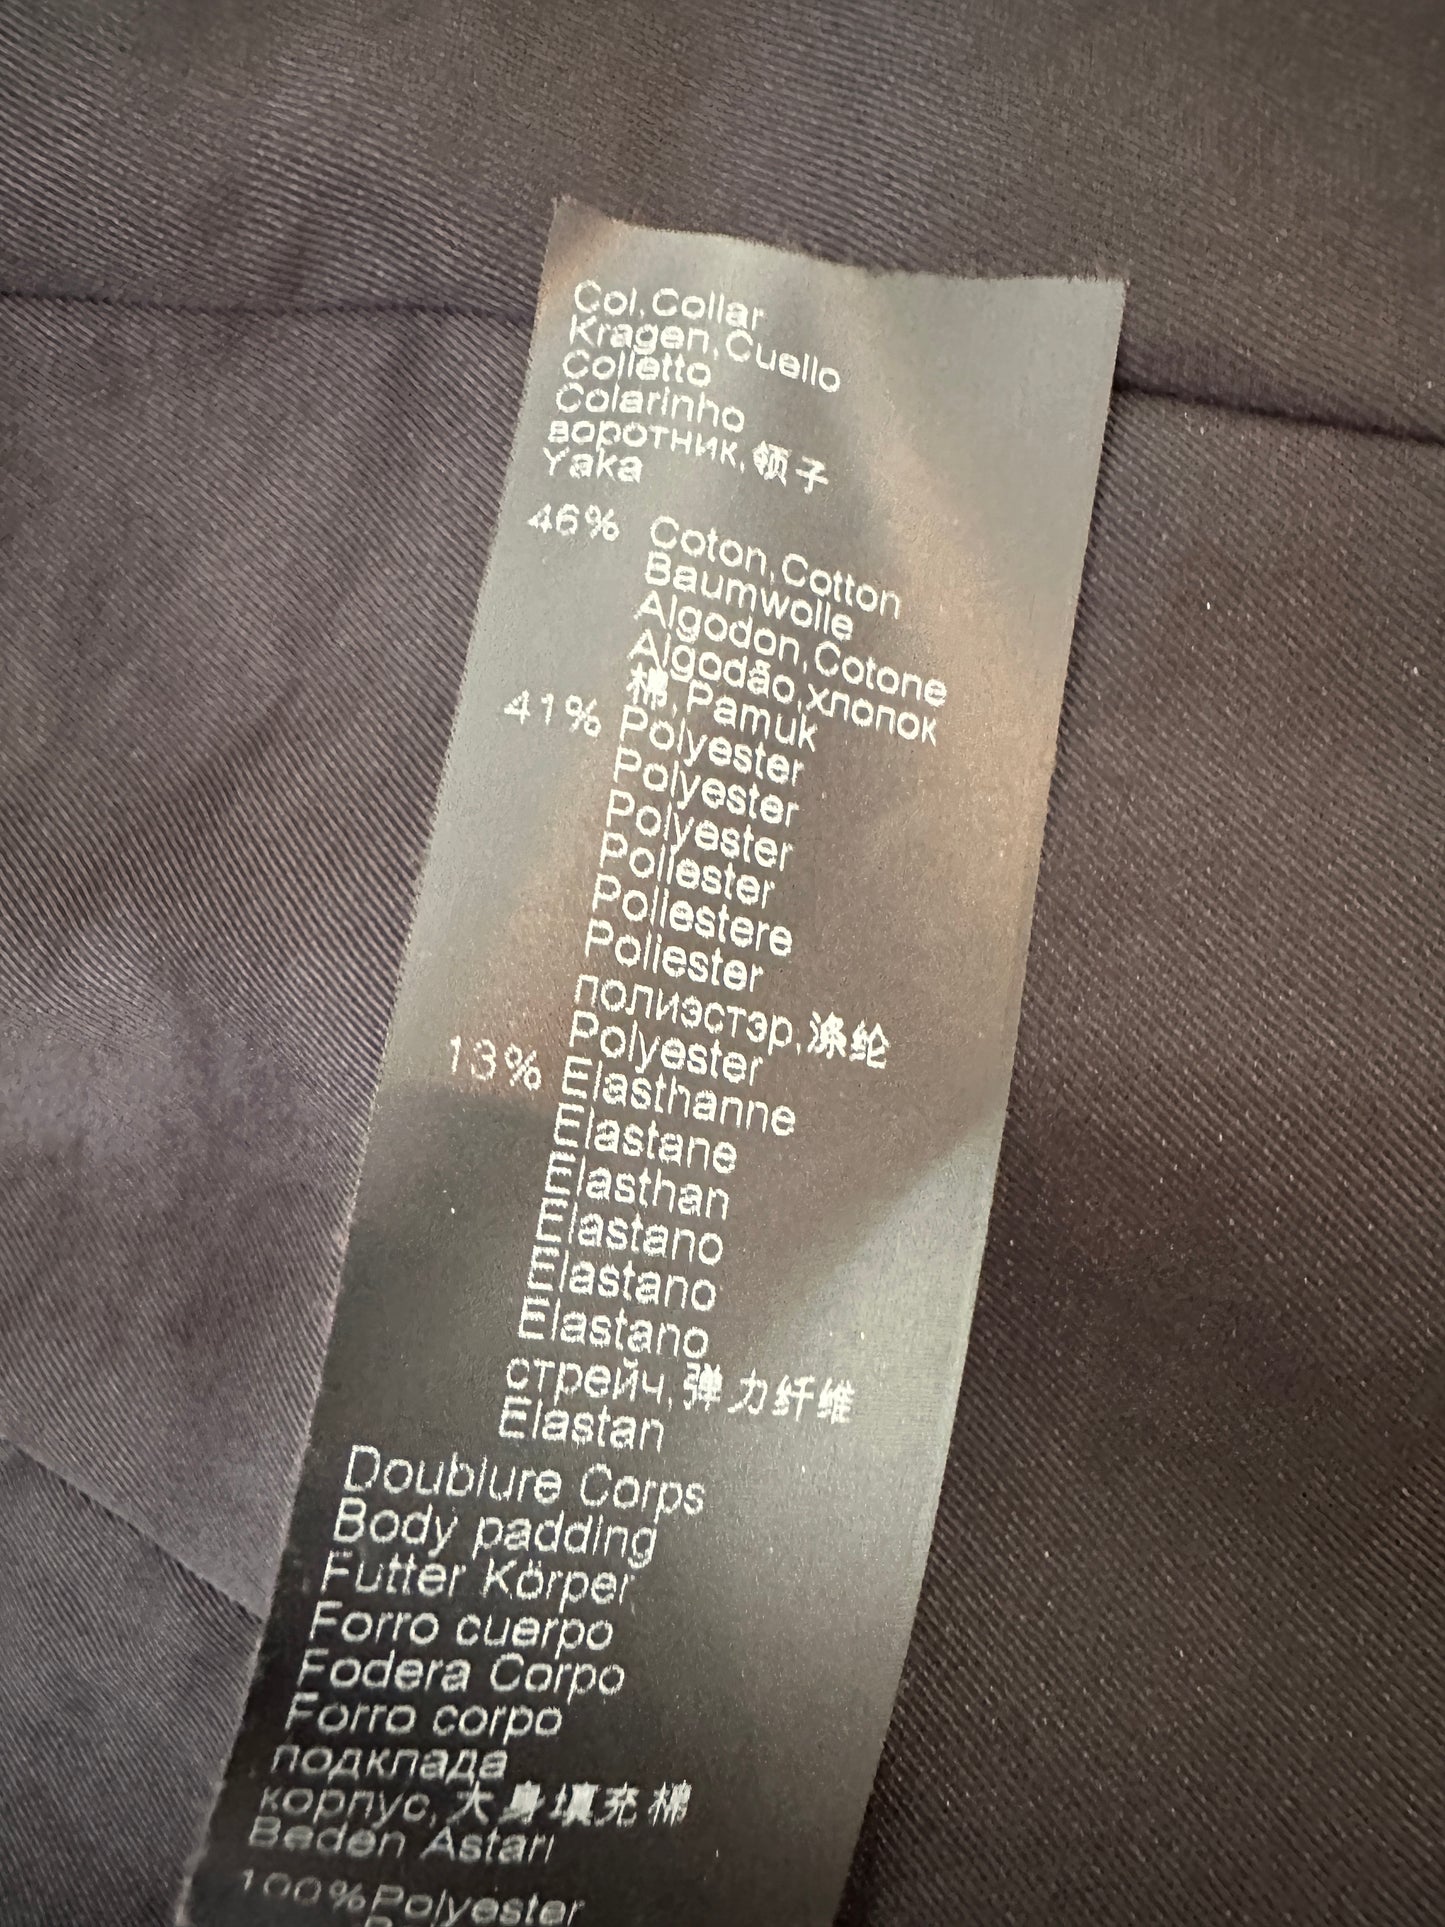 Col,Collar
Kragen,Cuello
Colletto
Colarinho
воротник,领子
Yaka
46% Coton,Cotton
Baumwolle
Algodon,Cotone
Algodão,хлопок
棉,Pamuk
41% Polyester
Polyester
Polyester
Poliester
Poliestere
Poliester
полиэстэр,涤纶
Polyester
13% Elasthanne
Elastane
Elasthan
Elastano
Elastano
Elastano
стрейч,弹力纤维
Elastan
Doublure Corps
Body padding
Futter Körper
Forro cuerpo
Fodera Corpo
Forro corpo
подклада
корпус,大身填充棉
Beden Astari
100%Polyester